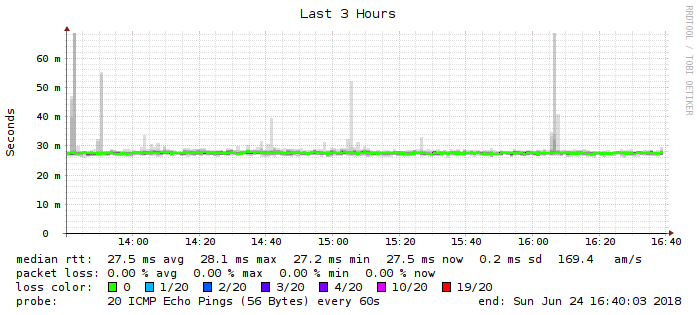 Last 3 Hours
RRDTOOL / TOBI OETIKER
Seconds
60 m
50 m
40 m
30 m
20 m
10 m
0
14:00 14:20 14:40 15:00 15:20 15:40 16:00 16:20 16:40
median rtt: 27.5 ms avg 28.1 ms max 27.2 ms min 27.5 ms now 0.2 ms sd 169.4 am/s
packet loss: 0.00 % avg 0.00 % max 0.00 % min 0.00 % now
loss color: 0 1/20 2/20 3/20 4/20 10/20 19/20
probe: 20 ICMP Echo Pings (56 Bytes) every 60s end: Sun Jun 24 16:40:03 2018